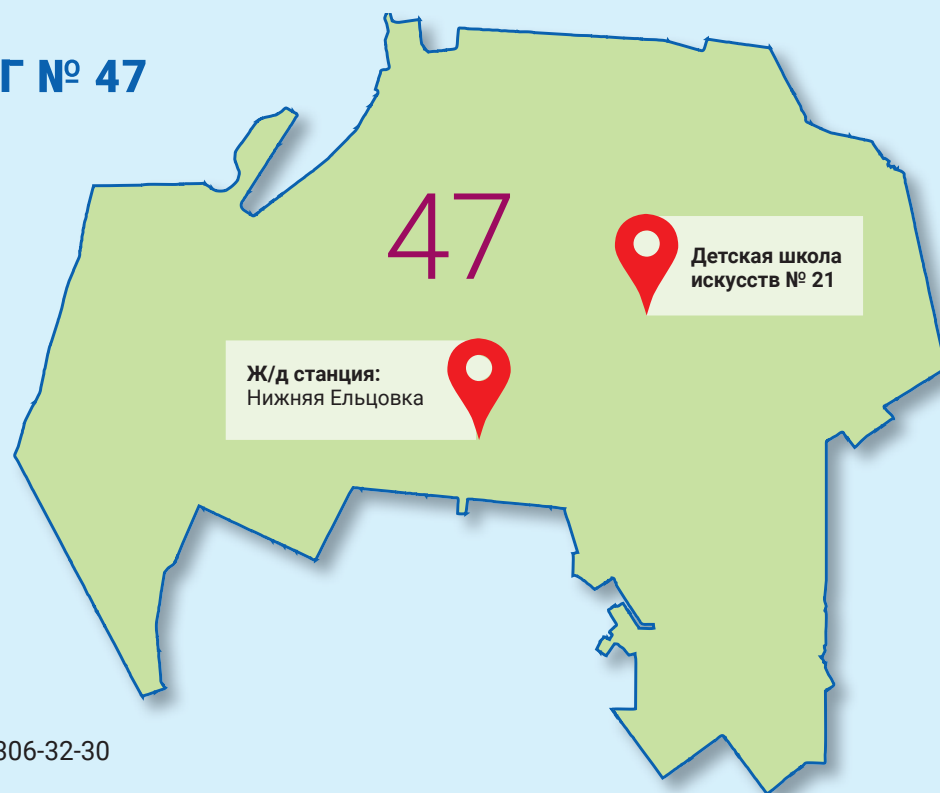 Г № 47
47
Детская школа
искусств № 21
Ж/д станция:
Нижняя Ельцовка
306-32-30